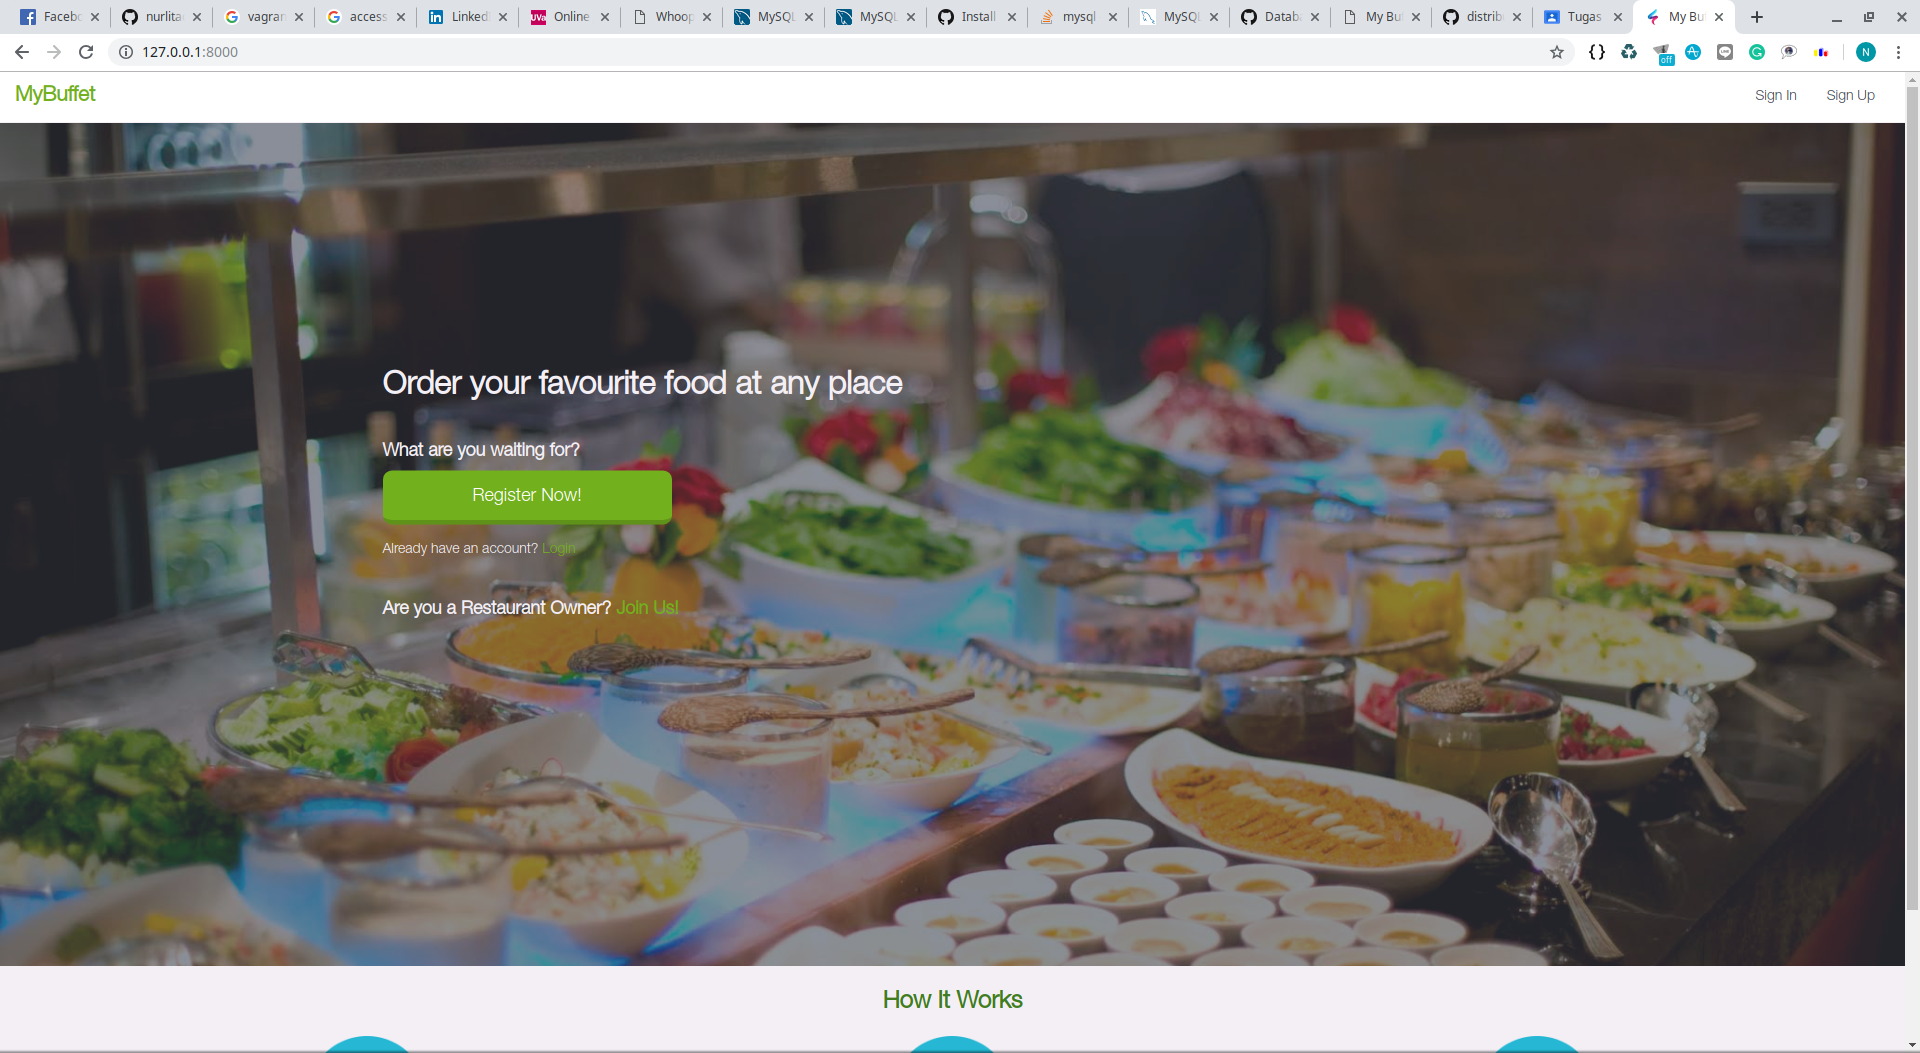 Facebo
nurlita
vagran
access
Linked
Online
Whoop
MySQL
MySQL
Install
mysql
MySQL
Datab
My Bu
distrib
Tugas
My Bu
127.0.0.1:8000
off
N
MyBuffet
Sign In
Sign Up
Order your favourite food at any place
What are you waiting for?
Register Now!
Already have an account? Login
Are you a Restaurant Owner? Join Us!
How It Works